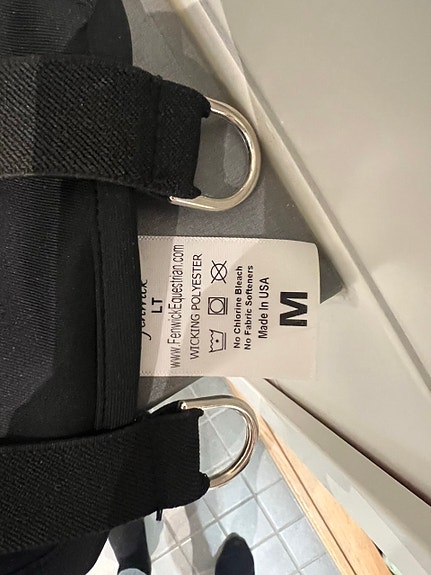 Fenwick
LT
www.FenwickEquestrian.com
WICKING POLYESTER
No Chlorine Bleach
No Fabric Softeners
Made In USA
M